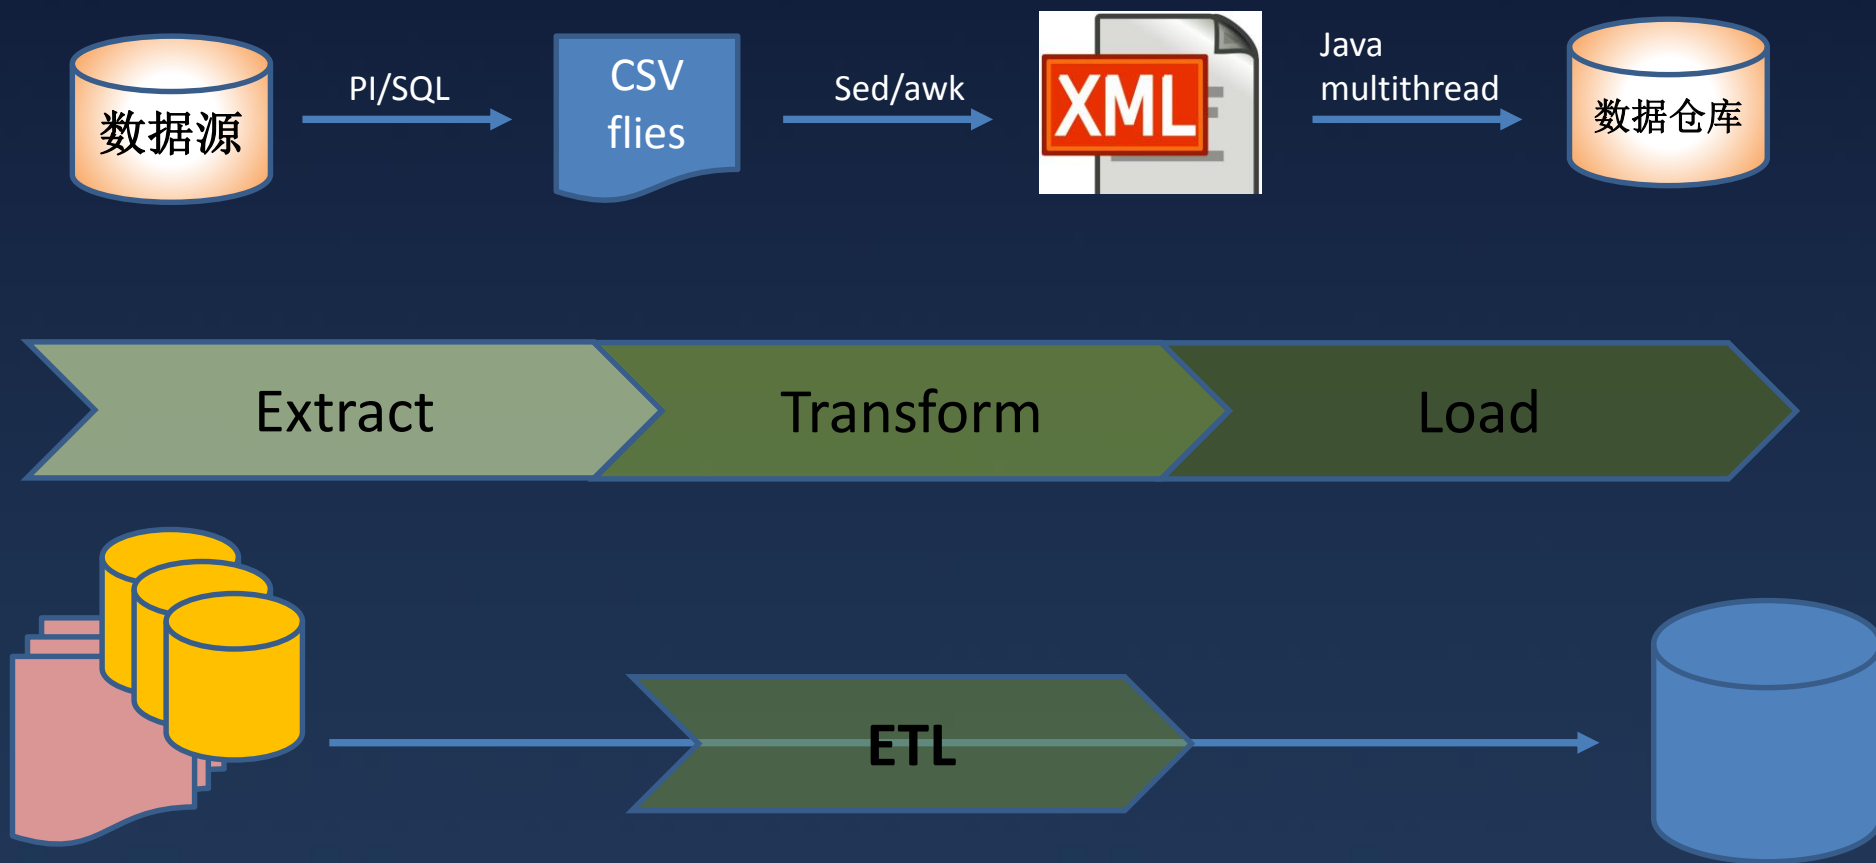 数据源
PI/SQL
CSV
flies
Sed/awk
XML
Java
multithread
数据仓库
Extract
Transform
Load
ETL